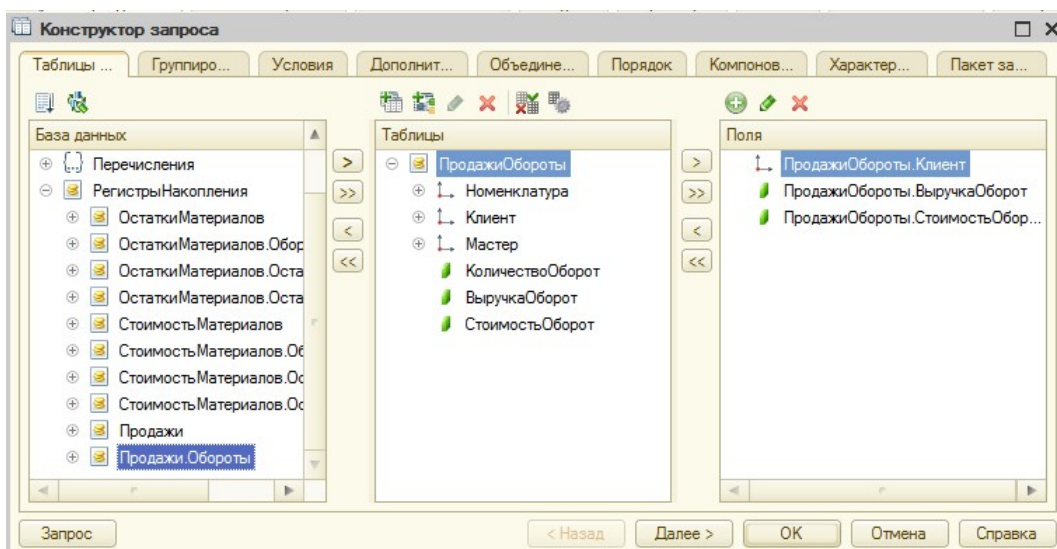 Конструктор запроса
Таблицы ... Группиро... Условия Дополнит... Объедине... Порядок Компонов... Характер... Пакет за...
База данных
Перечисления
РегистрыНакопления
ОстаткиМатериалов
ОстаткиМатериалов.Обор
ОстаткиМатериалов.Оста
ОстаткиМатериалов.Оста
СтоимостьМатериалов
СтоимостьМатериалов.Об
СтоимостьМатериалов.Ос
СтоимостьМатериалов.Ос
Продажи
Продажи.Обороты
> >> < <<
Таблицы
ПродажиОбороты
Номенклатура
Клиент
Мастер
КоличествоОборот
ВыручкаОборот
СтоимостьОборот
> >> < <<
Поля
ПродажиОбороты.Клиент
ПродажиОбороты.ВыручкаОборот
ПродажиОбороты.СтоимостьОбор...
Запрос < Назад Далее > OK Отмена Справка